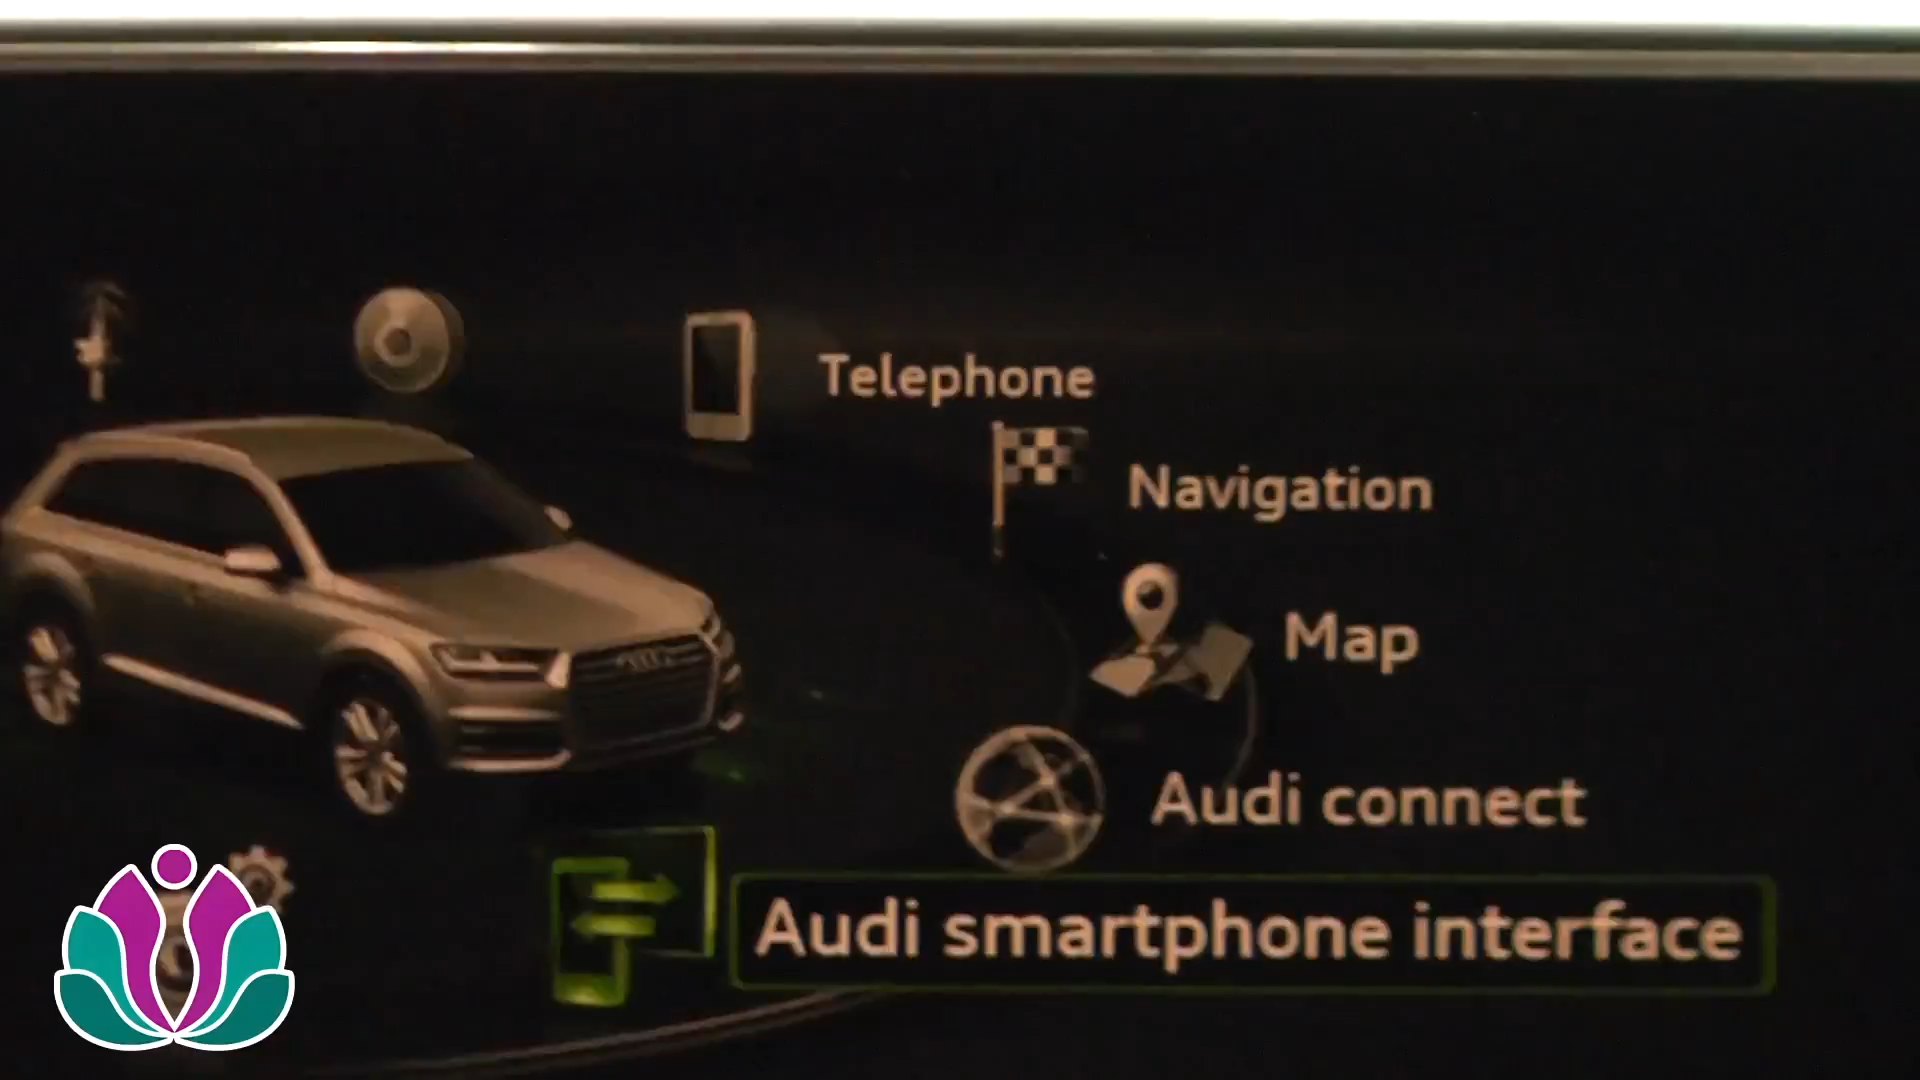 Telephone
Navigation
Map
Audi connect
Audi smartphone interface